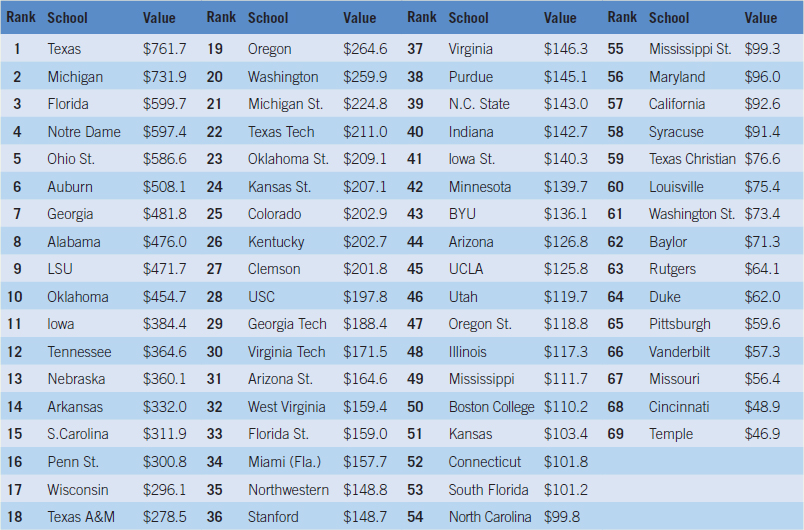 Rank School Value Rank School Value Rank School Value Rank School Value
1 Texas $761.7 19 Oregon $264.6 37 Virginia $146.3 55 Mississippi St. $99.3
2 Michigan $731.9 20 Washington $259.9 38 Purdue $145.1 56 Maryland $96.0
3 Florida $599.7 21 Michigan St. $224.8 39 N.C. State $143.0 57 California $92.6
4 Notre Dame $597.4 22 Texas Tech $211.0 40 Indiana $142.7 58 Syracuse $91.4
5 Ohio St. $586.6 23 Oklahoma St. $209.1 41 Iowa St. $140.3 59 Texas Christian $76.6
6 Auburn $508.1 24 Kansas St. $207.1 42 Minnesota $139.7 60 Louisville $75.4
7 Georgia $481.8 25 Colorado $202.9 43 BYU $136.1 61 Washington St. $73.4
8 Alabama $476.0 26 Kentucky $202.7 44 Arizona $126.8 62 Baylor $71.3
9 LSU $471.7 27 Clemson $201.8 45 UCLA $125.8 63 Rutgers $64.1
10 Oklahoma $454.7 28 USC $197.8 46 Utah $119.7 64 Duke $62.0
11 Iowa $384.4 29 Georgia Tech $188.4 47 Oregon St. $118.8 65 Pittsburgh $59.6
12 Tennessee $364.6 30 Virginia Tech $171.5 48 Illinois $117.3 66 Vanderbilt $57.3
13 Nebraska $360.1 31 Arizona St. $164.6 49 Mississippi $111.7 67 Missouri $56.4
14 Arkansas $332.0 32 West Virginia $159.4 50 Boston College $110.2 68 Cincinnati $48.9
15 S.Carolina $311.9 33 Florida St. $159.0 51 Kansas $103.4 69 Temple $46.9
16 Penn St. $300.8 34 Miami (Fla.) $157.7 52 Connecticut $101.8
17 Wisconsin $296.1 35 Northwestern $148.8 53 South Florida $101.2
18 Texas A&M $278.5 36 Stanford $148.7 54 North Carolina $99.8